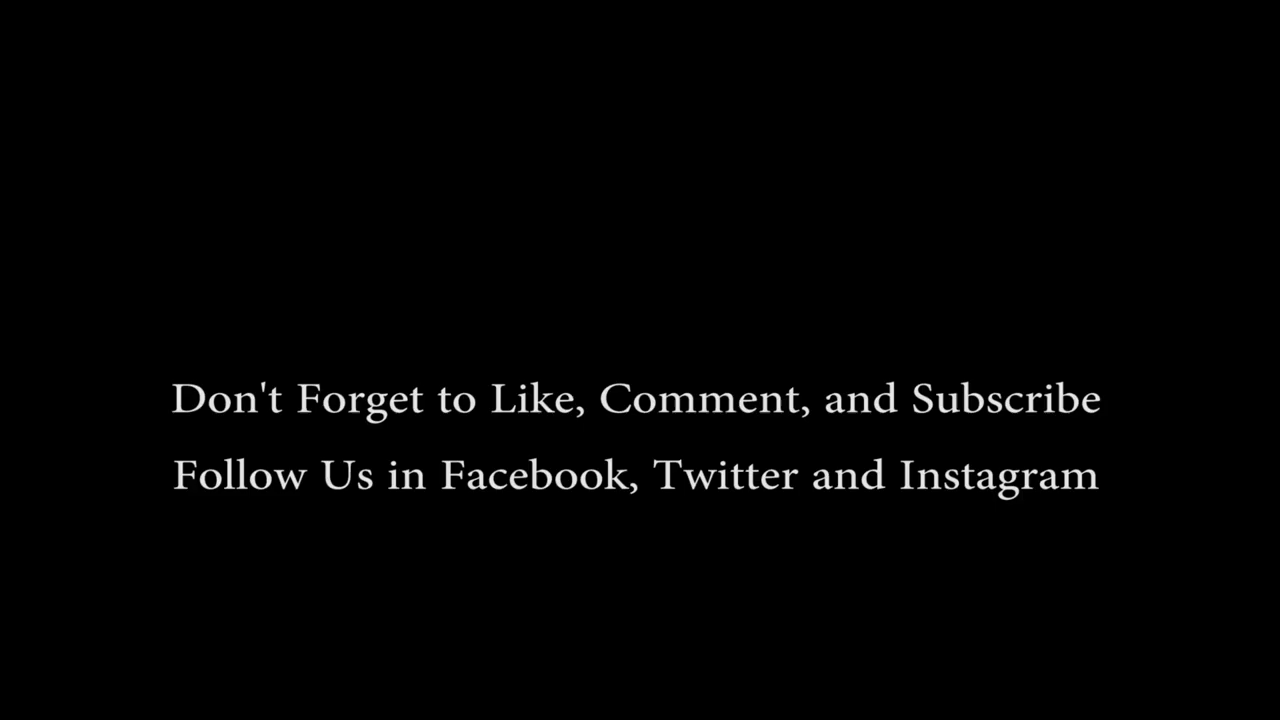 Don't Forget to Like, Comment, and Subscribe
Follow Us in Facebook, Twitter and Instagram